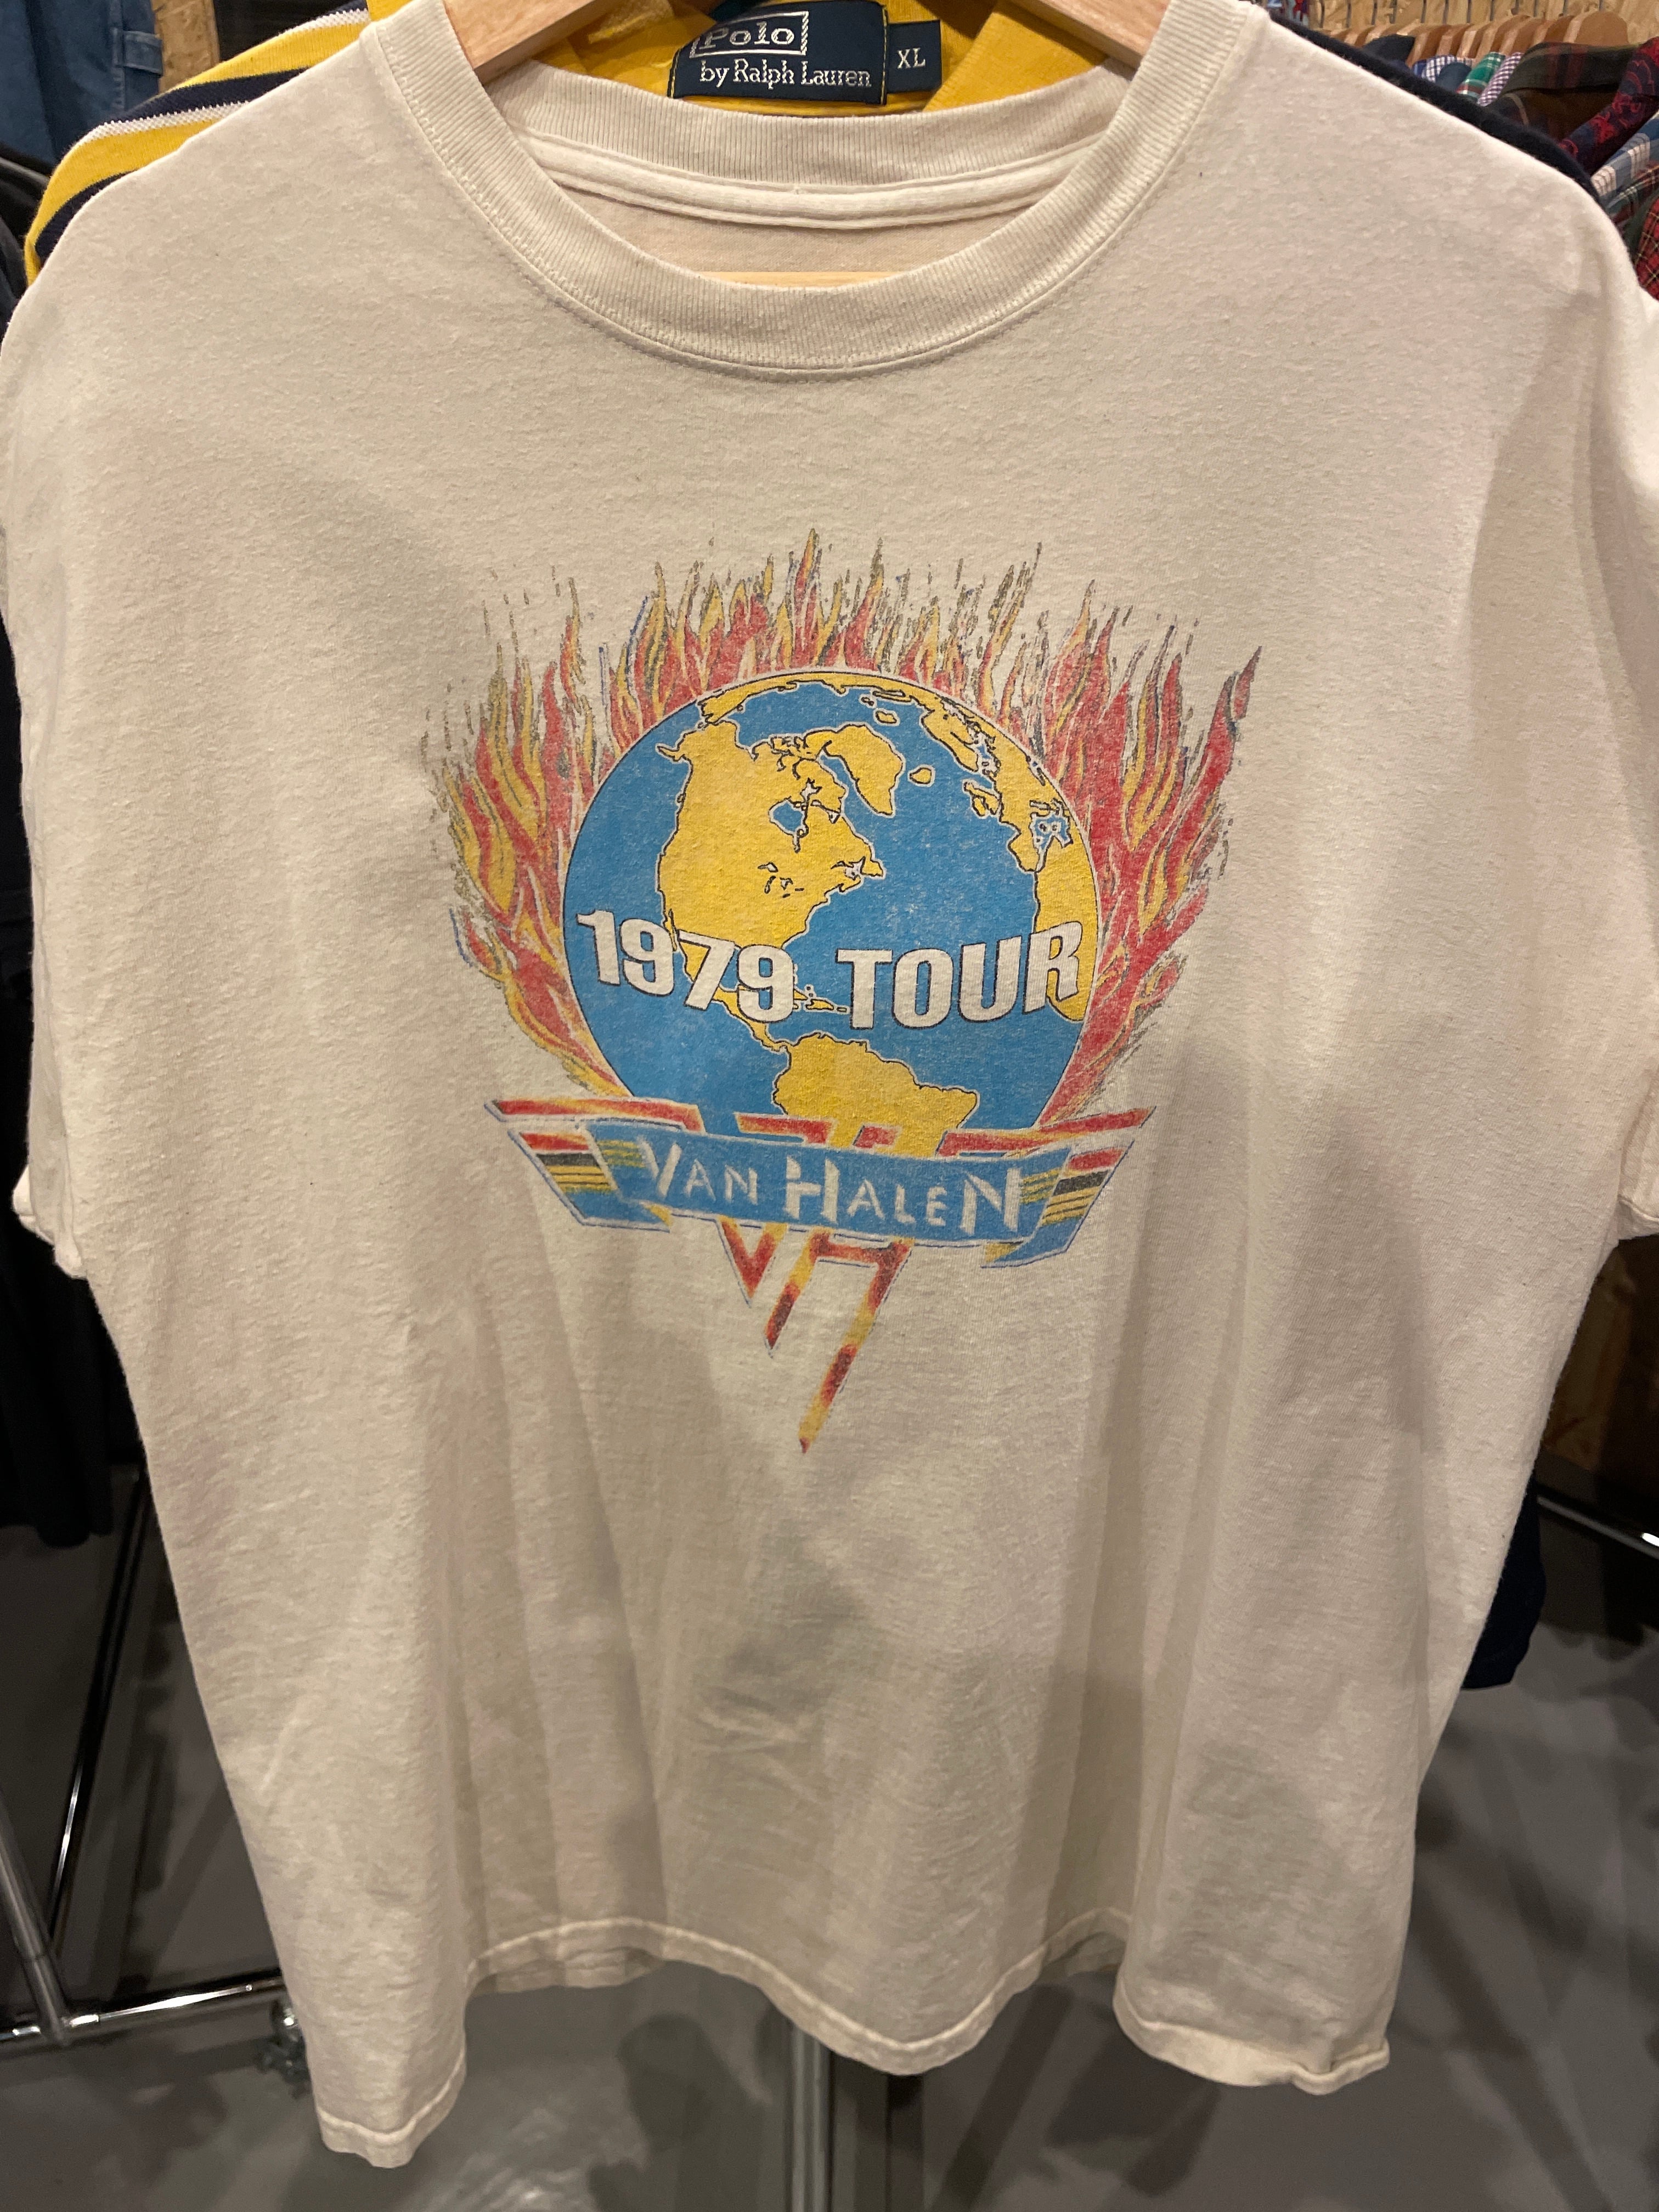 Polo
by Ralph Lauren
XL
1979 TOUR
VAN HALEN